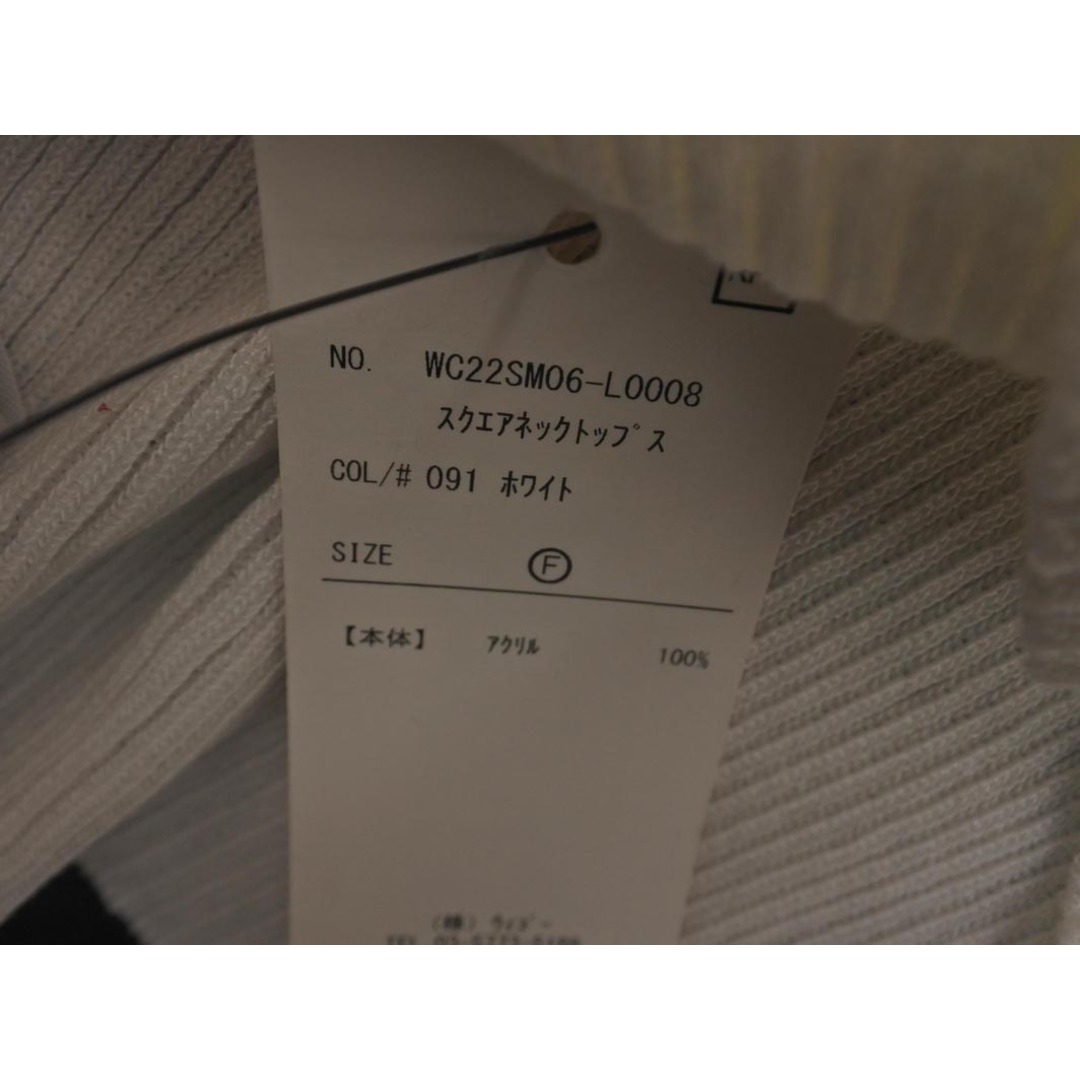 NO. WC22SM06-L0008
スクエアネックトップス
COL/# 091 ホワイト
SIZE Ⓕ
【本体】 アクリル 100%
(株) ウィゴー
TEL